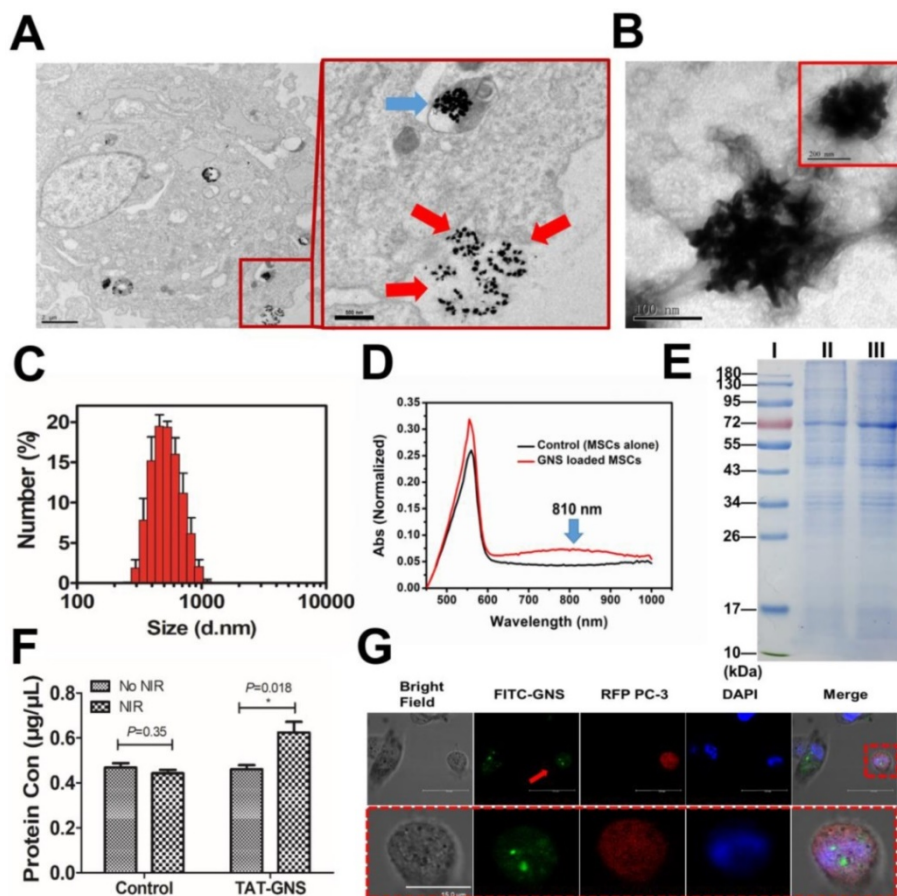 A
B
200 nm
2 μm
500 nm
100 nm
C
Number (%)
20
15
10
5
0
100
1000
10000
Size (d.nm)
D
Abs (Normalized)
0.35
0.30
0.25
0.20
0.15
0.10
0.05
0.00
Control (MSCs alone)
GNS loaded MSCs
810 nm
500 600 700 800 900 1000
Wavelength (nm)
E
I II III
180
130
95
72
55
43
34
26
17
10
(kDa)
F
Protein Con (μg/μL)
0.8
0.6
0.4
0.2
0.0
No NIR
NIR
P=0.35
P=0.018
*
Control TAT-GNS
G
Bright Field
FITC-GNS
RFP PC-3
DAPI
Merge
15.0 μm